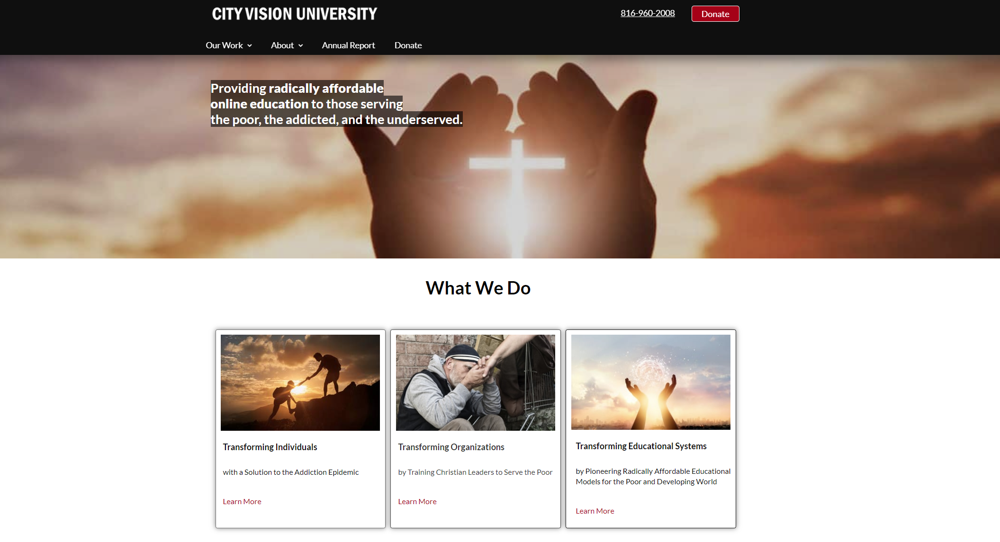 CITY VISION UNIVERSITY
816-960-2008
Donate
Our Work
About
Annual Report
Donate
Providing radically affordable
online education to those serving
the poor, the addicted, and the underserved.
What We Do
Transforming Individuals
with a Solution to the Addiction Epidemic
Learn More
Transforming Organizations
by Training Christian Leaders to Serve the Poor
Learn More
Transforming Educational Systems
by Pioneering Radically Affordable Educational
Models for the Poor and Developing World
Learn More